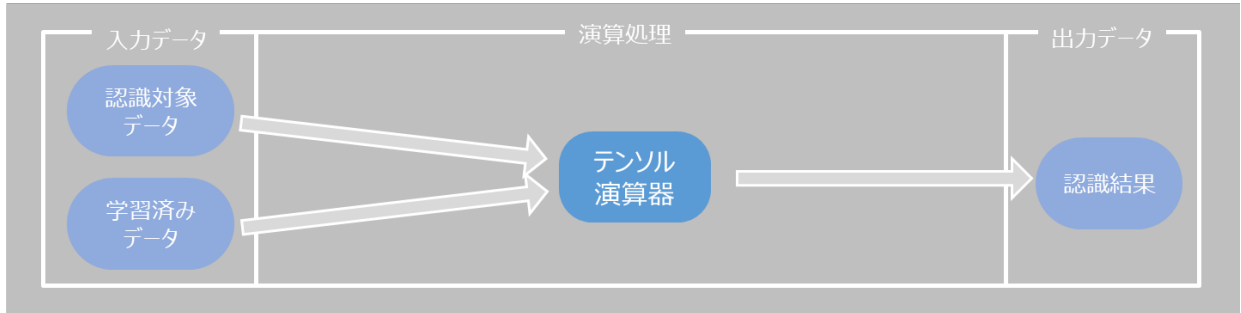 入力データ
演算処理
出力データ
認識対象
データ
学習済み
データ
テンソル
演算器
認識結果